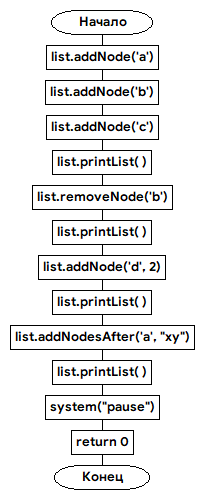 Начало
list.addNode('a')
list.addNode('b')
list.addNode('c')
list.printList( )
list.removeNode('b')
list.printList( )
list.addNode('d', 2)
list.printList( )
list.addNodesAfter('a', "xy")
list.printList( )
system("pause")
return 0
Конец